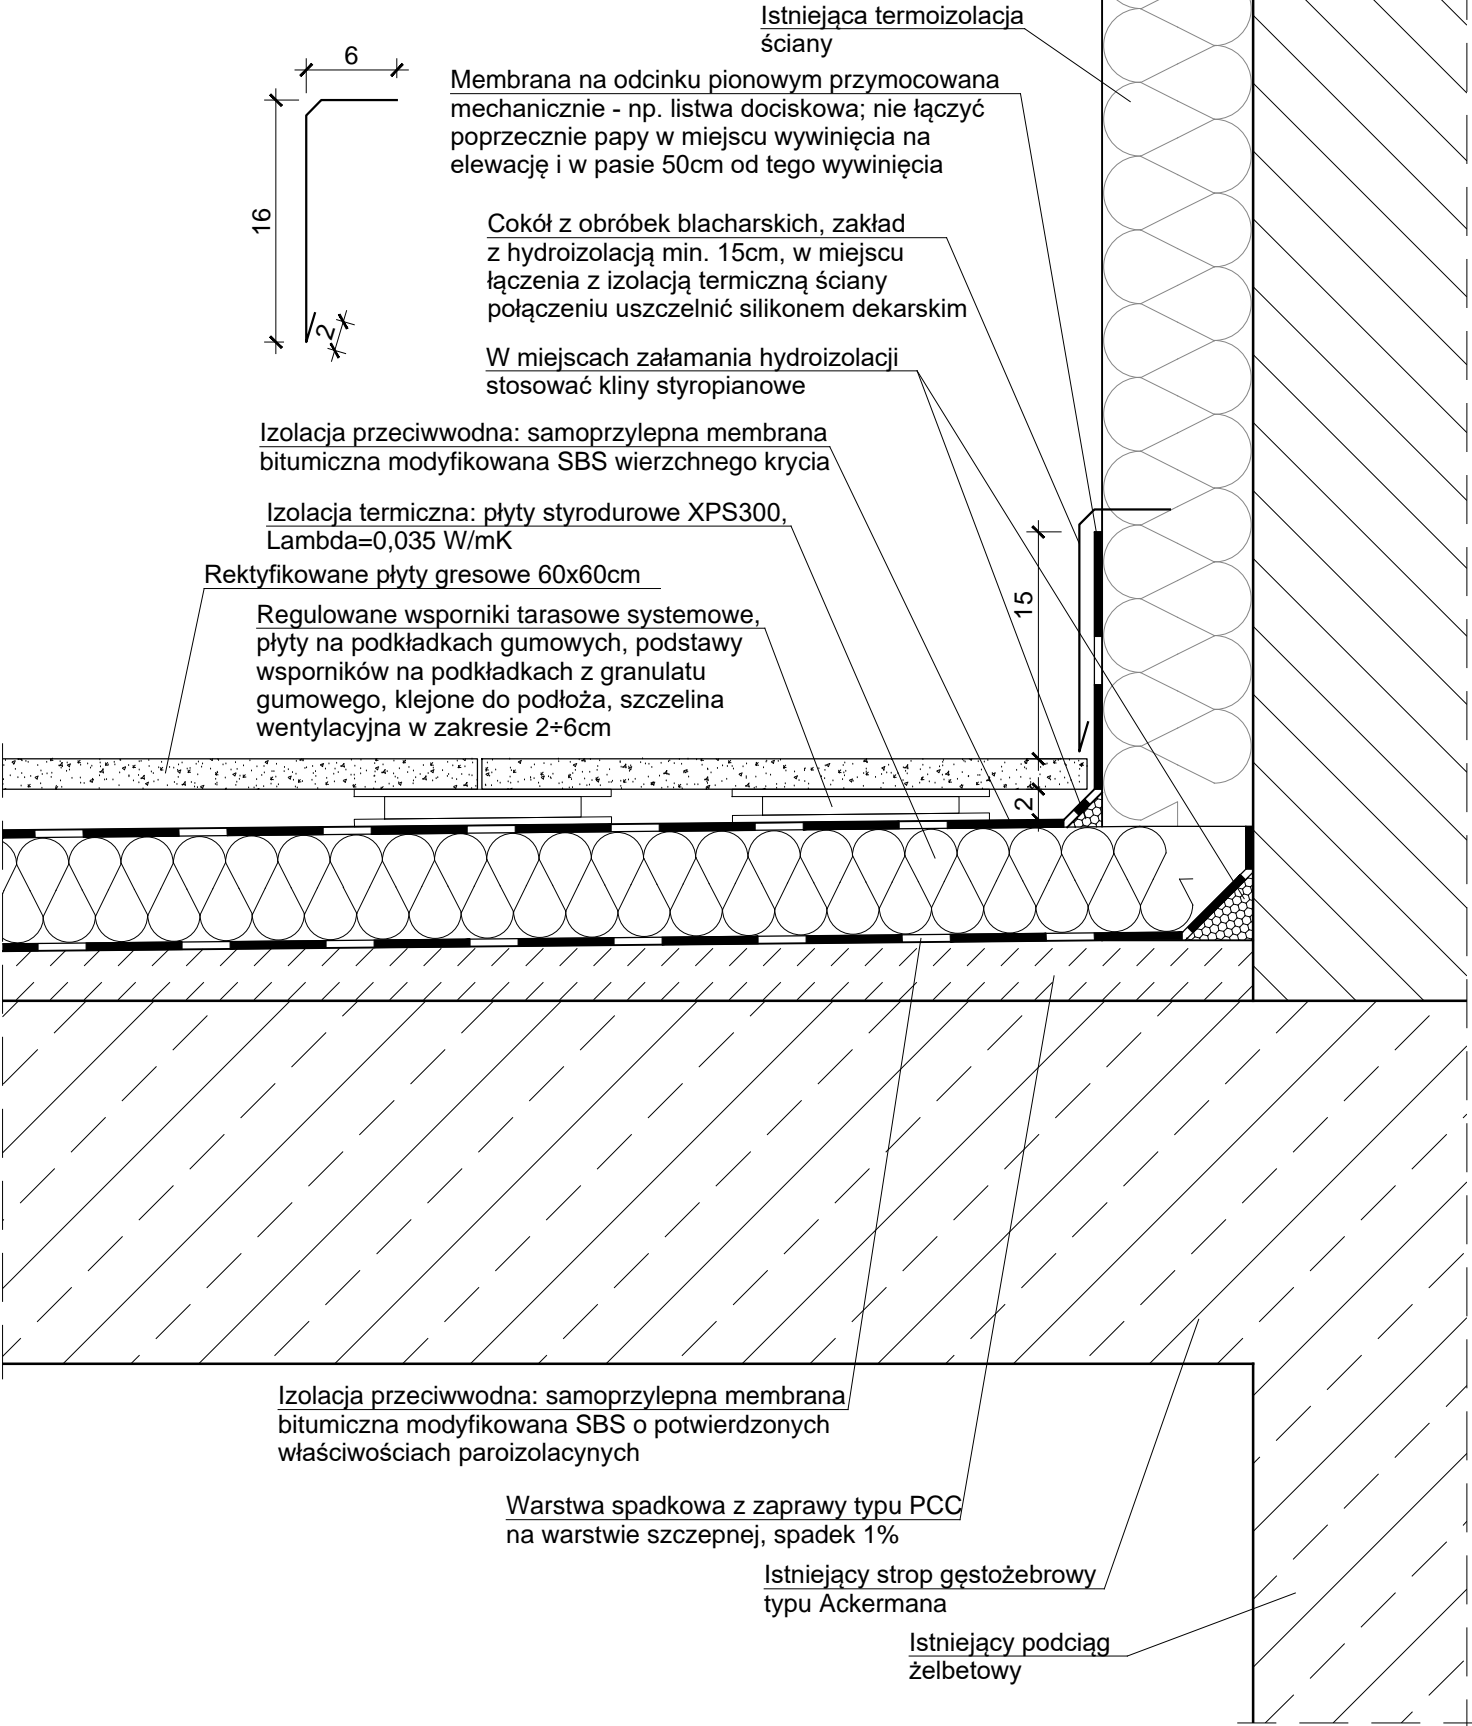 Istniejąca termoizolacja
ściany
6
Membrana na odcinku pionowym przymocowana
mechanicznie - np. listwa dociskowa; nie łączyć
poprzecznie papy w miejscu wywinięcia na
elewację i w pasie 50cm od tego wywinięcia
16
Cokół z obróbek blacharskich, zakład
z hydroizolacją min. 15cm, w miejscu
łączenia z izolacją termiczną ściany
połączeniu uszczelnić silikonem dekarskim
2
W miejscach załamania hydroizolacji
stosować kliny styropianowe
Izolacja przeciwwodna: samoprzylepna membrana
bitumiczna modyfikowana SBS wierzchnego krycia
Izolacja termiczna: płyty styrodurowe XPS300,
Lambda=0,035 W/mK
Rektyfikowane płyty gresowe 60x60cm
15
Regulowane wsporniki tarasowe systemowe,
płyty na podkładkach gumowych, podstawy
wsporników na podkładkach z granulatu
gumowego, klejone do podłoża, szczelina
wentylacyjna w zakresie 2÷6cm
2
2
Izolacja przeciwwodna: samoprzylepna membrana
bitumiczna modyfikowana SBS o potwierdzonych
właściwościach paroizolacynych
Warstwa spadkowa z zaprawy typu PCC
na warstwie szczepnej, spadek 1%
Istniejący strop gęstożebrowy
typu Ackermana
Istniejący podciąg
żelbetowy